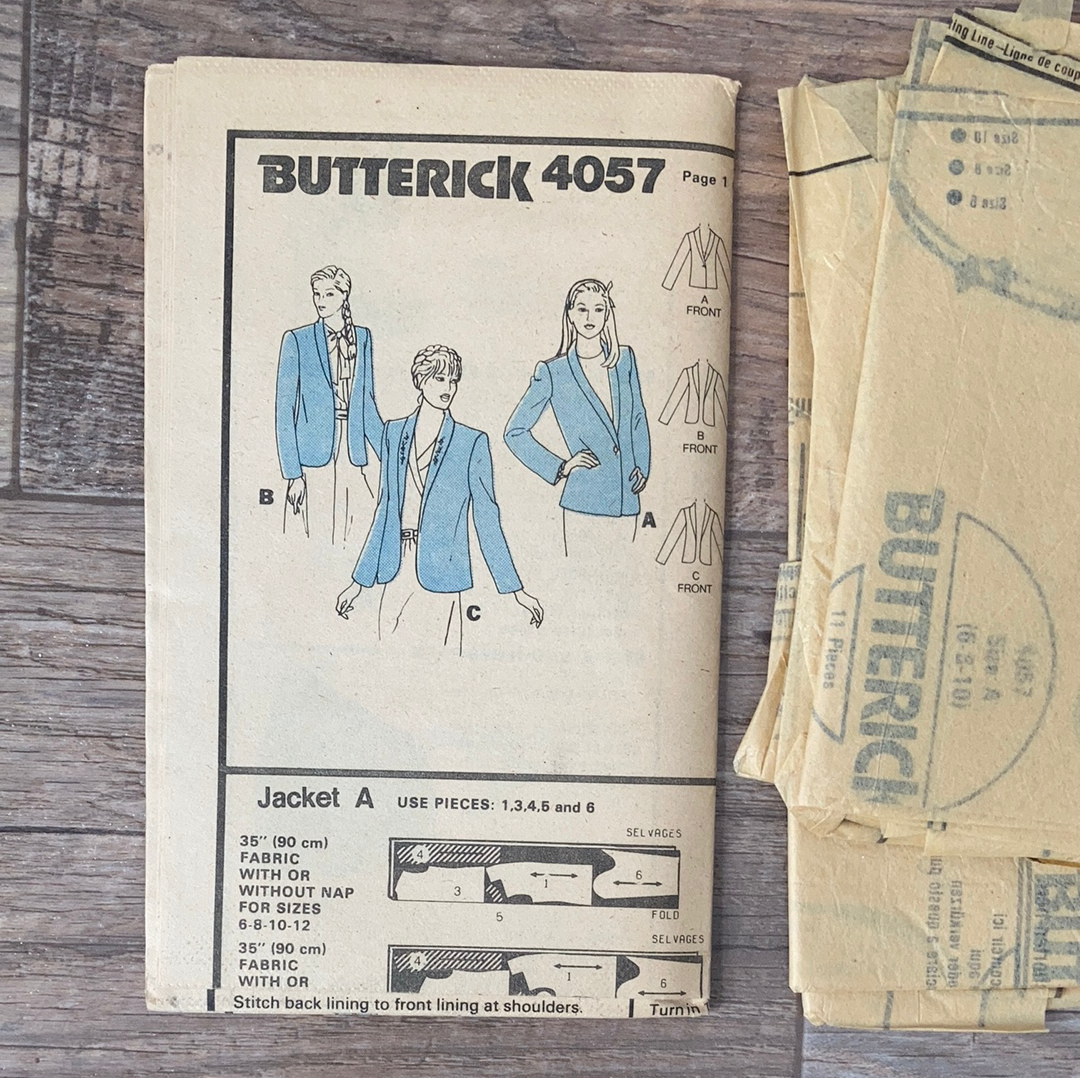 BUTTERICK 4057 Page 1
A
FRONT
B
FRONT
C
FRONT
B
A
C
Jacket A USE PIECES: 1,3,4,5 and 6
35" (90 cm)
FABRIC
WITH OR
WITHOUT NAP
FOR SIZES
6-8-10-12
SELVAGES
4
3
1
6
5
FOLD
35" (90 cm)
FABRIC
WITH OR
SELVAGES
4
1
6
Stitch back lining to front lining at shoulders.
Turn in
ing Line—Ligne de coup
Size 10
Size 8
Size 6
BUTTERICK
11 Pieces
4057
Size A
(6-8-10)